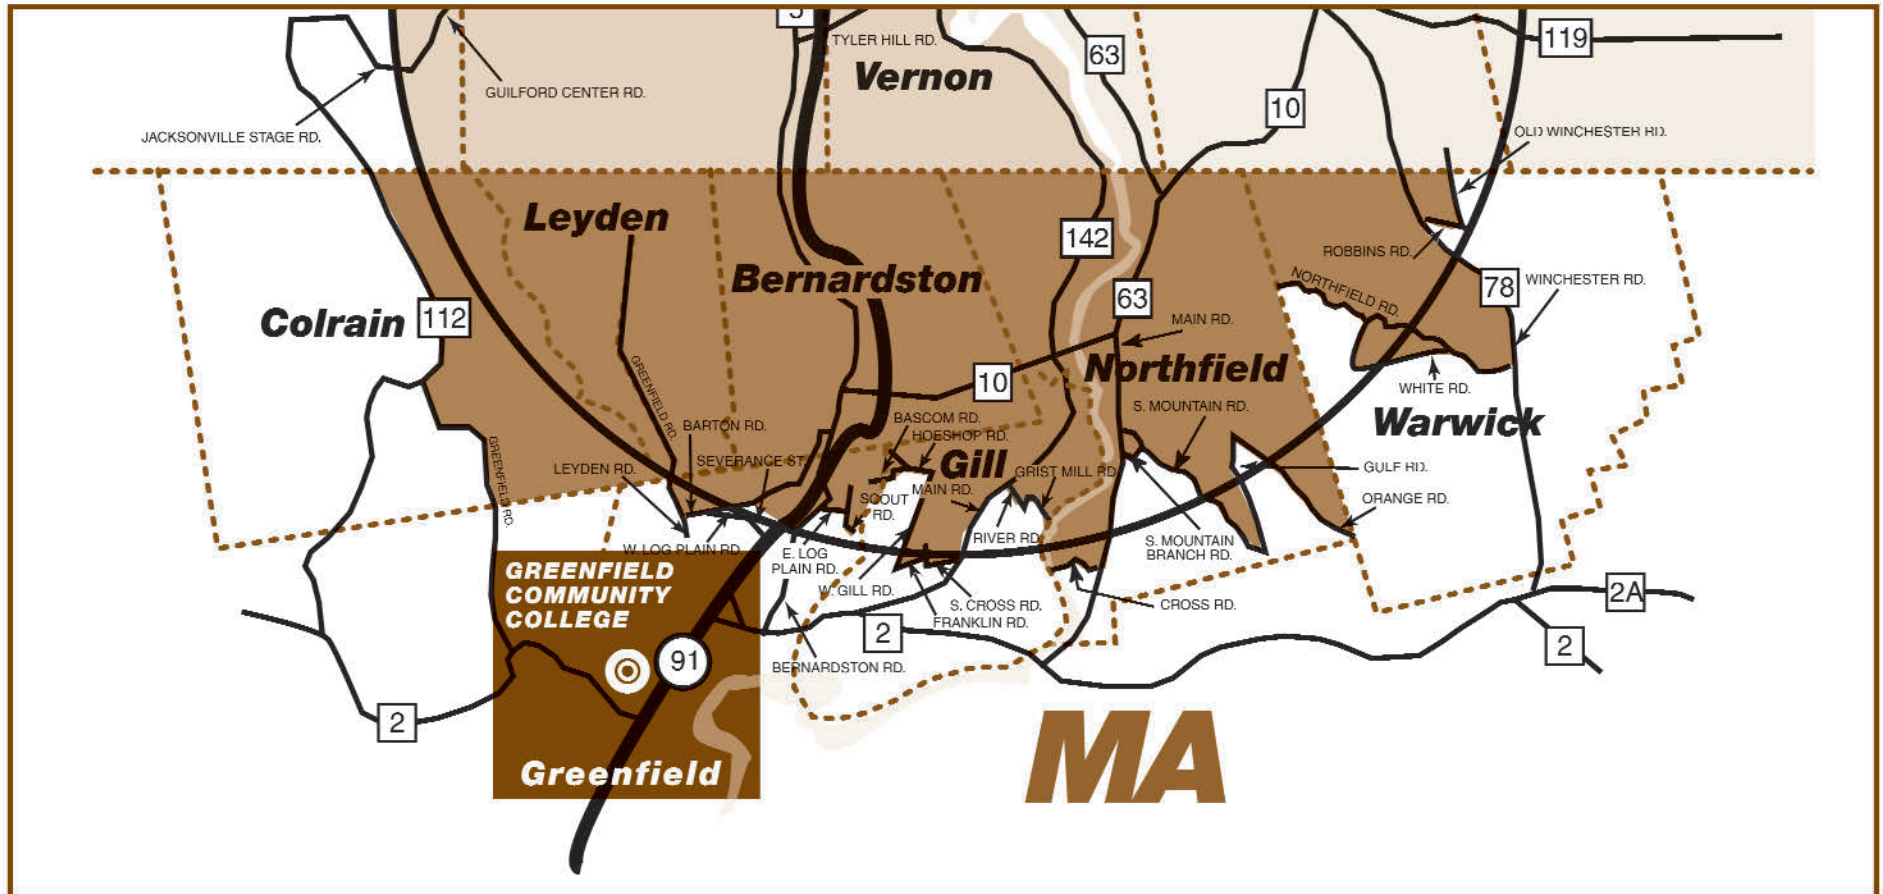 5
TYLER HILL RD.
63
119
Vernon
GUILFORD CENTER RD.
10
JACKSONVILLE STAGE RD.
OLD WINCHESTER RD.
Leyden
142
ROBBINS RD.
Bernardston
NORTHFIELD RD.
78
WINCHESTER RD.
63
Colrain
112
MAIN RD.
GREENFIELD RD.
Northfield
10
WHITE RD.
S. MOUNTAIN RD.
BASCOM RD.
Warwick
BARTON RD.
HOESHOP RD.
GREENFIELD RD.
LEYDEN RD.
SEVERANCE ST.
Gill
GRIST MILL RD.
GULF RD.
MAIN RD.
SCOUT
RD.
ORANGE RD.
W. LOG PLAIN RD.
E. LOG
PLAIN RD.
RIVER RD.
S. MOUNTAIN
BRANCH RD.
GREENFIELD
COMMUNITY
COLLEGE
W. GILL RD.
S. CROSS RD.
CROSS RD.
2A
FRANKLIN RD.
2
2
91
BERNARDSTON RD.
2
MA
Greenfield